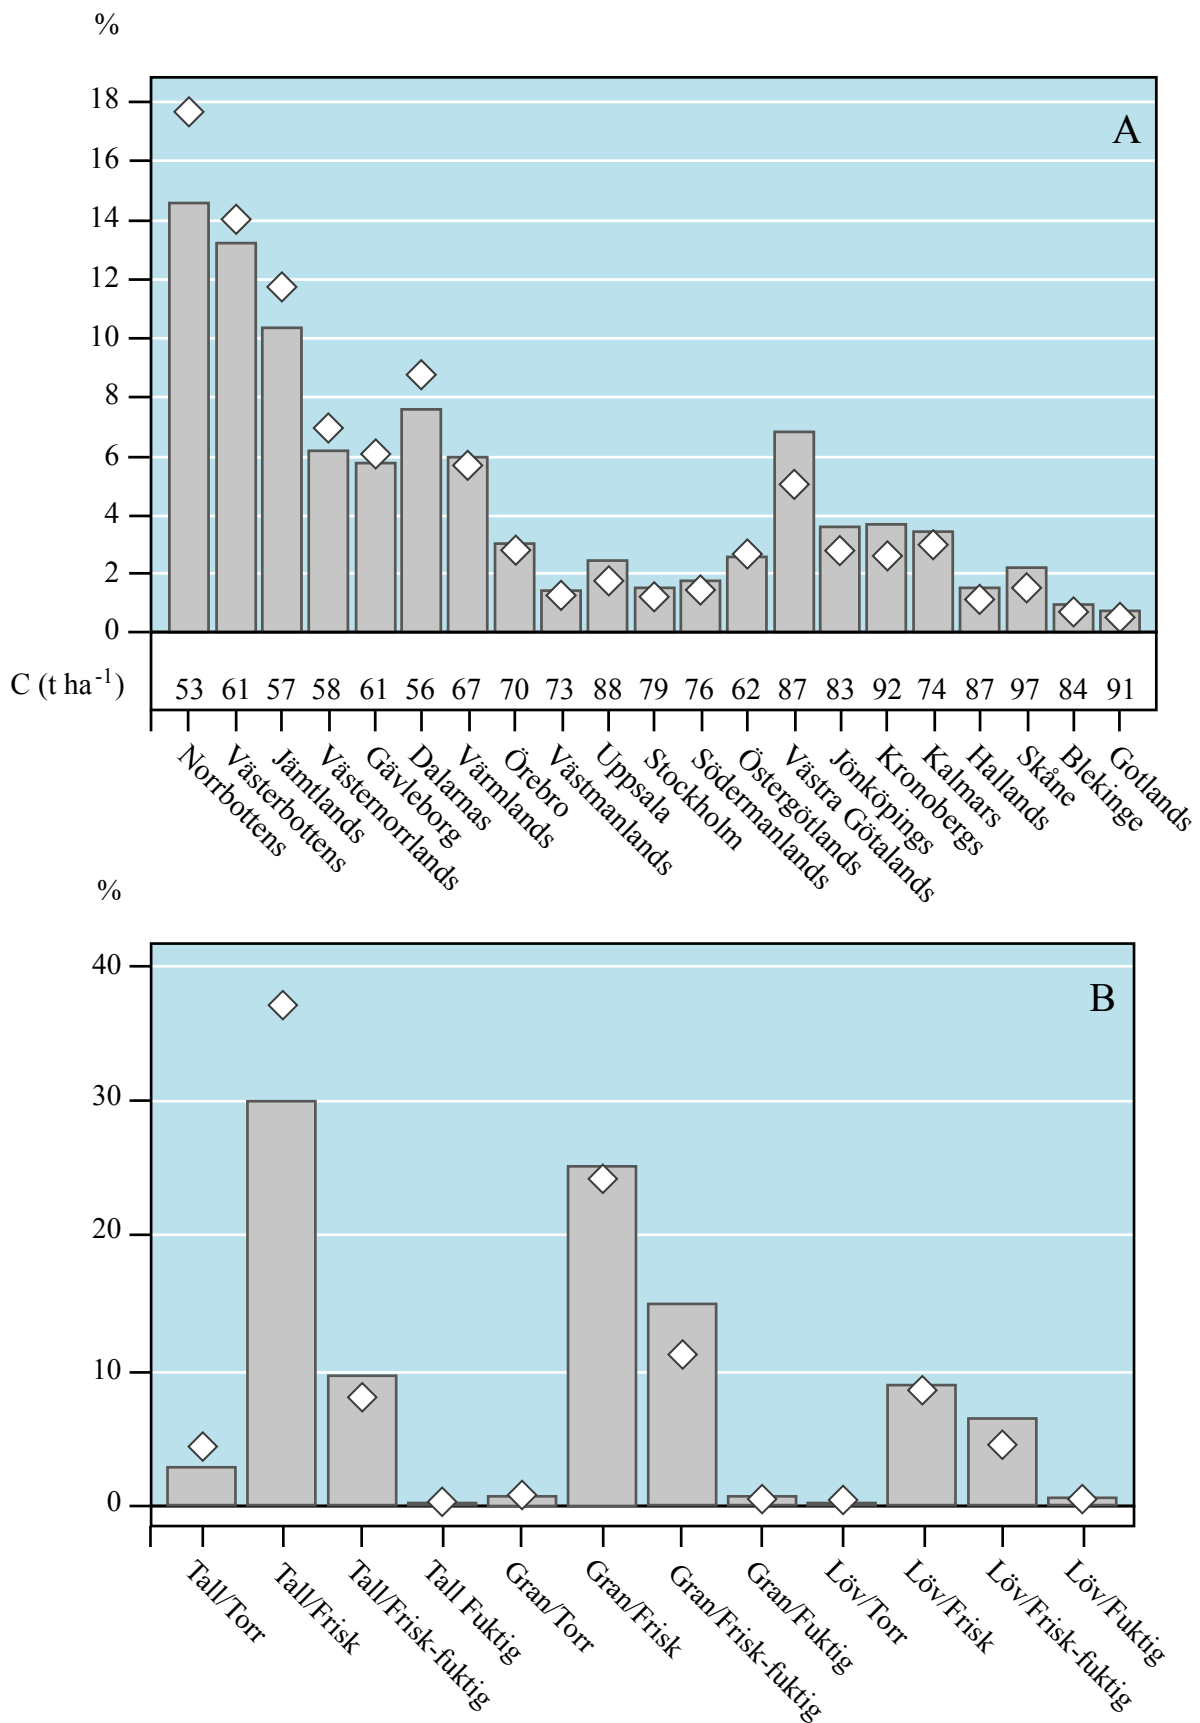 %
18
A
16
14
12
10
8
6
4
2
0
C (t ha-1) 53 61 57 58 61 56 67 70 73 88 79 76 62 87 83 92 74 87 97 84 91
Norrbottens
Västerbottens
Jämtlands
Västernorrlands
Gävleborg
Dalarnas
Värmlands
Örebro
Västmanlands
Uppsala
Stockholm
Södermanlands
Östergötlands
Västra Götalands
Jönköpings
Kronobergs
Kalmars
Hallands
Skåne
Blekinge
Gotlands
%
40
B
30
20
10
0
Tall/Torr
Tall/Frisk
Tall/Frisk-fuktig
Tall Fuktig
Gran/Torr
Gran/Frisk
Gran/Frisk-fuktig
Gran/Fuktig
Löv/Torr
Löv/Frisk
Löv/Frisk-fuktig
Löv/Fuktig